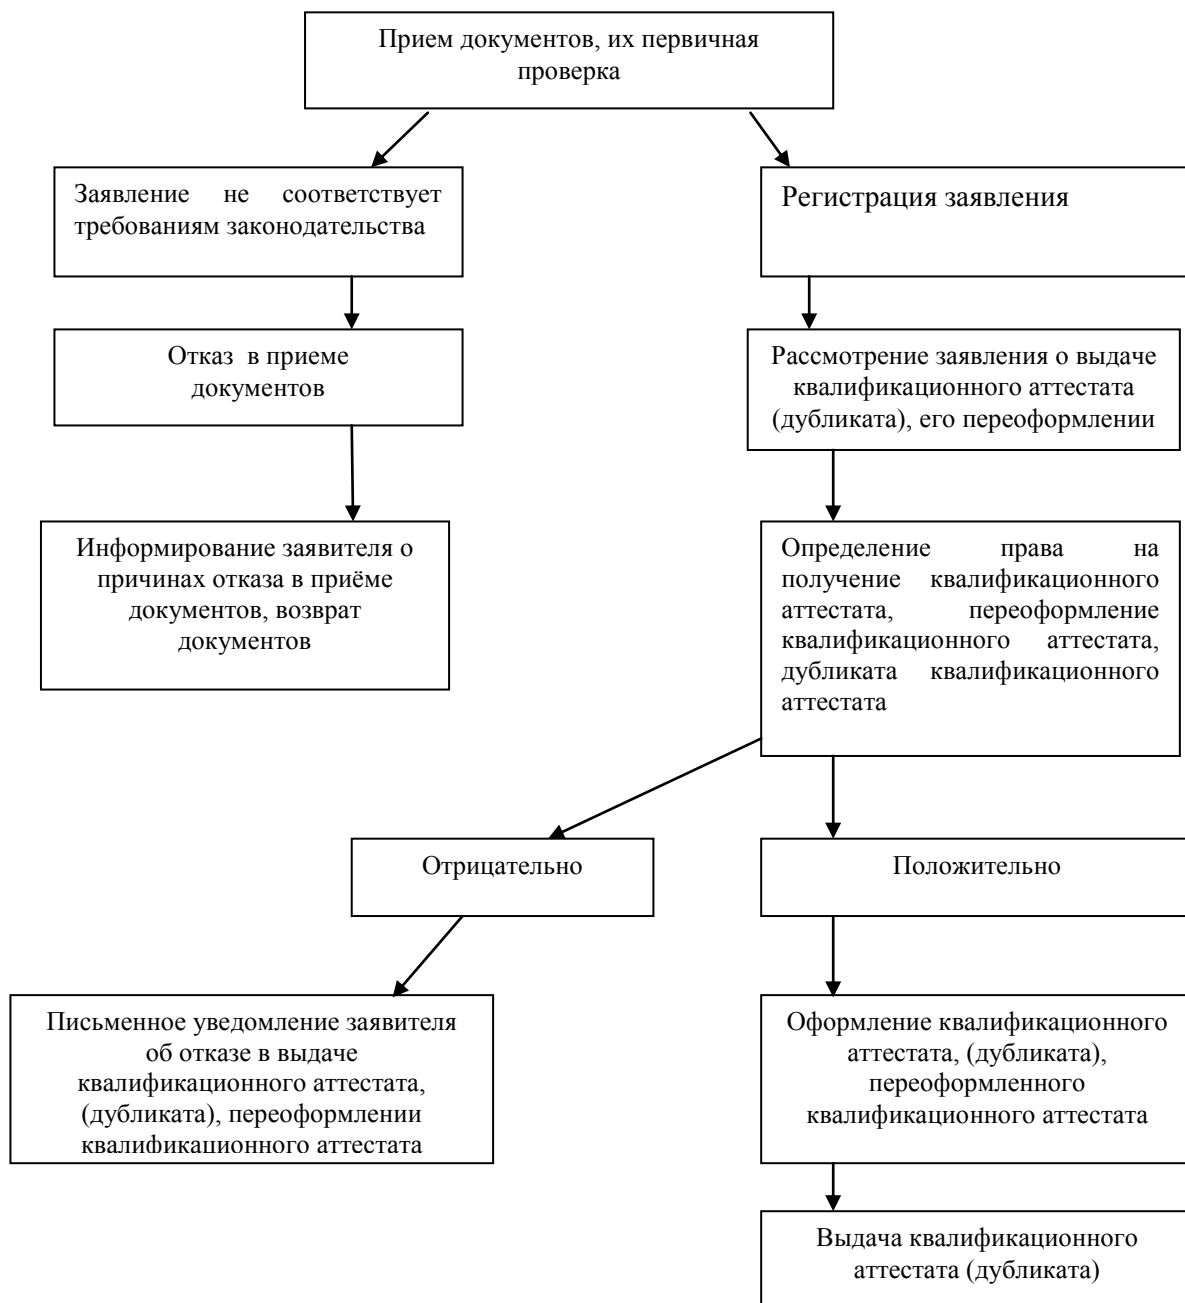 Прием документов, их первичная
проверка
Заявление не соответствует
требованиям законодательства
Регистрация заявления
Отказ в приеме
документов
Рассмотрение заявления о выдаче
квалификационного аттестата
(дубликата), его переоформлении
Информирование заявителя о
причинах отказа в приёме
документов, возврат
документов
Определение права на
получение квалификационного
аттестата, переоформление
квалификационного аттестата,
дубликата квалификационного
аттестата
Отрицательно
Положительно
Письменное уведомление заявителя
об отказе в выдаче
квалификационного аттестата,
(дубликата), переоформлении
квалификационного аттестата
Оформление квалификационного
аттестата, (дубликата),
переоформленного
квалификационного аттестата
Выдача квалификационного
аттестата (дубликата)